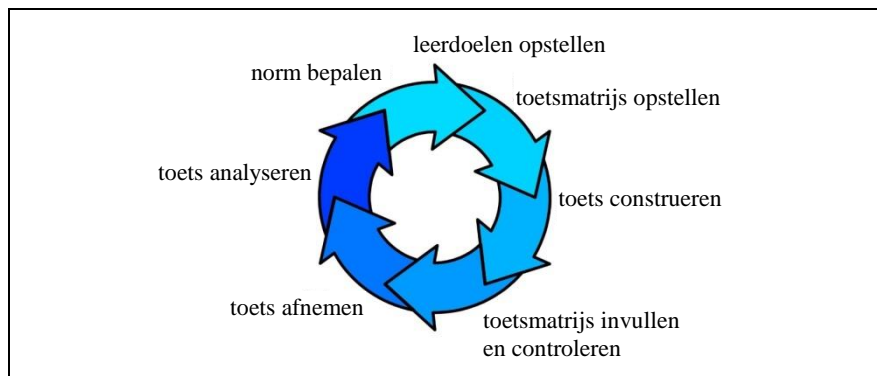 leerdoelen opstellen
norm bepalen
toetsmatrijs opstellen
toets analyseren
toets construeren
toets afnemen
toetsmatrijs invullen
en controleren